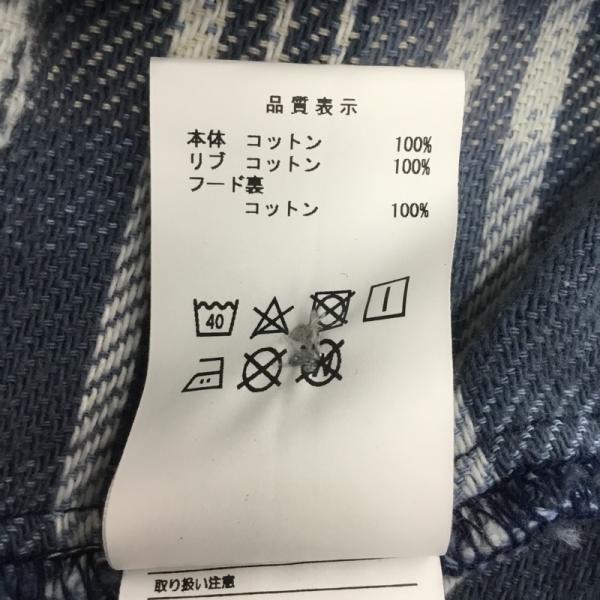 品質表示
本体 コットン 100%
リブ コットン 100%
フード裏
コットン 100%
40
W
取り扱い注意